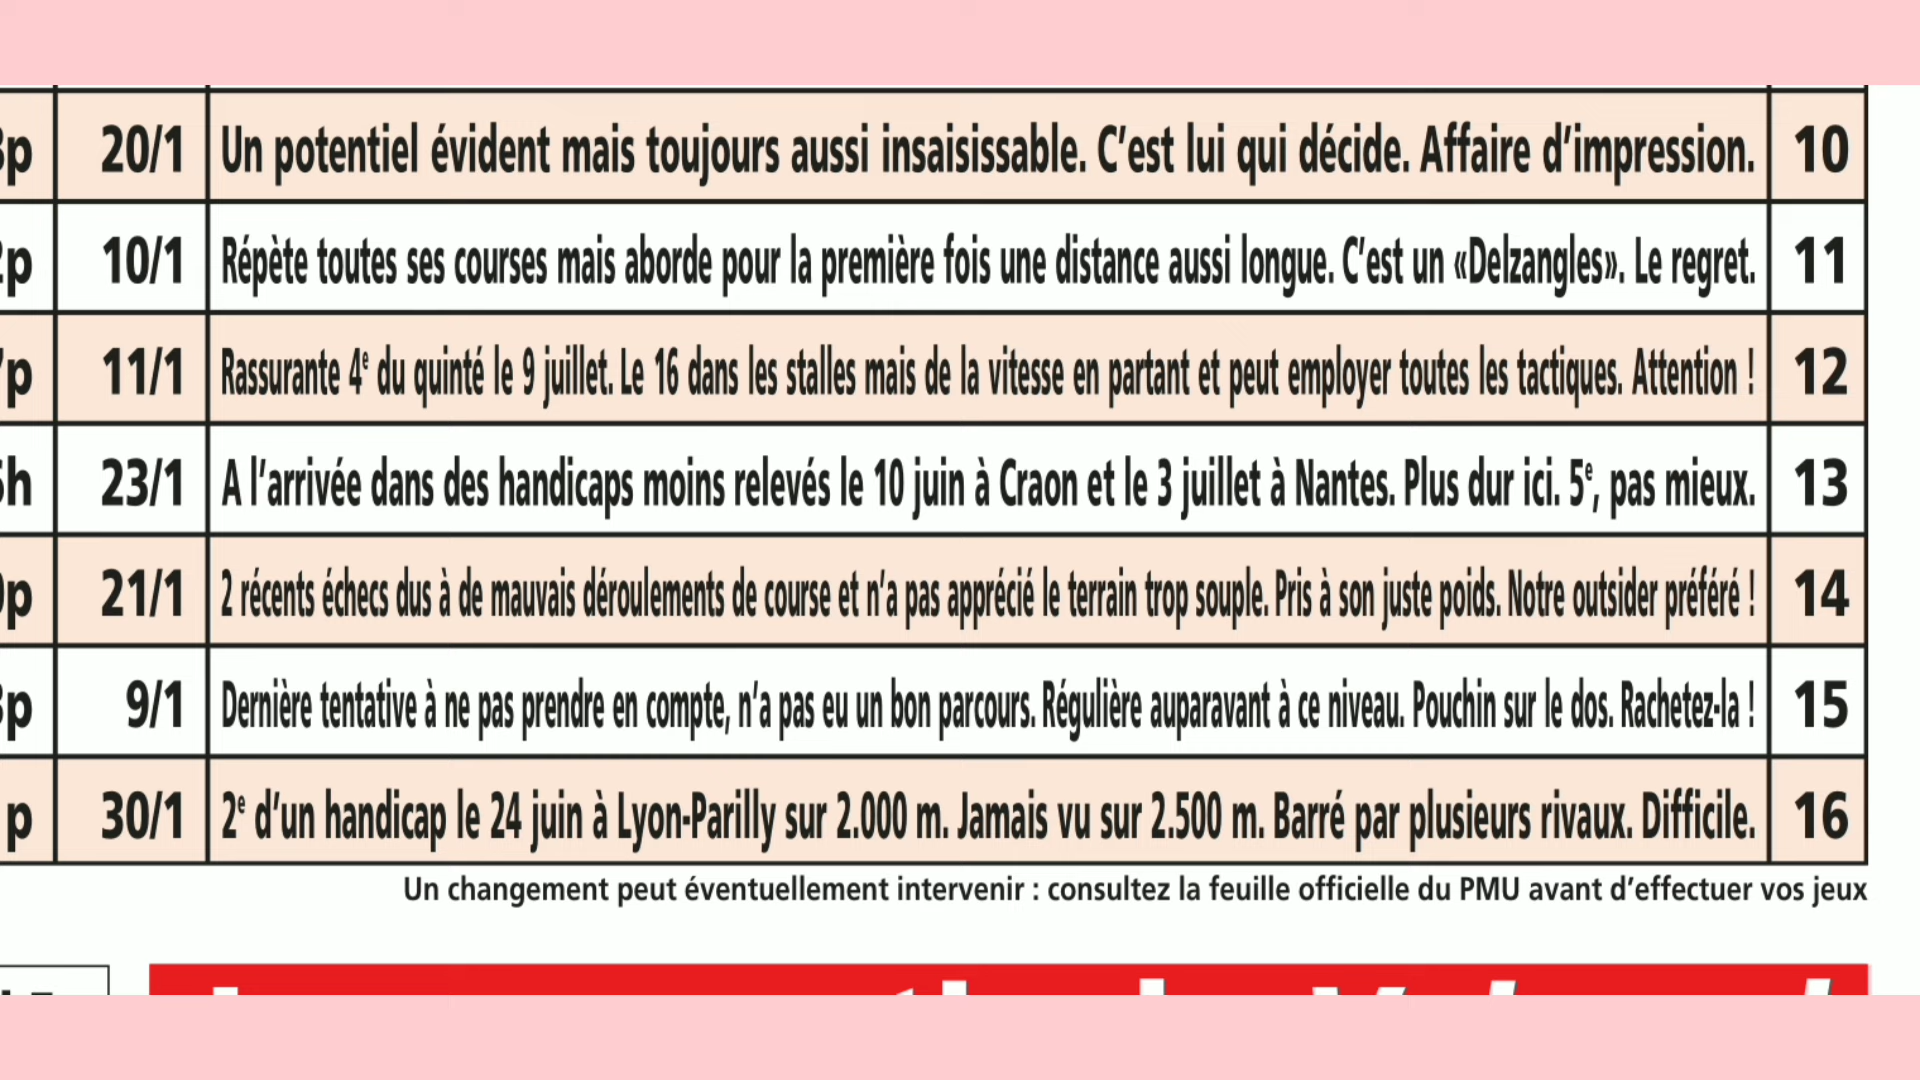 3p 20/1 Un potentiel évident mais toujours aussi insaisissable. C’est lui qui décide. Affaire d’impression. 10
2p 10/1 Répète toutes ses courses mais aborde pour la première fois une distance aussi longue. C’est un «Delzangles». Le regret. 11
7p 11/1 Rassurante 4e du quinté le 9 juillet. Le 16 dans les stalles mais de la vitesse en partant et peut employer toutes les tactiques. Attention ! 12
h 23/1 A l’arrivée dans des handicaps moins relevés le 10 juin à Craon et le 3 juillet à Nantes. Plus dur ici. 5e, pas mieux. 13
0p 21/1 2 récents échecs dus à de mauvais déroulements de course et n’a pas apprécié le terrain trop souple. Pris à son juste poids. Notre outsider préféré ! 14
3p 9/1 Dernière tentative à ne pas prendre en compte, n’a pas eu un bon parcours. Régulière auparavant à ce niveau. Pouchin sur le dos. Rachetez-la ! 15
p 30/1 2e d’un handicap le 24 juin à Lyon-Parilly sur 2.000 m. Jamais vu sur 2.500 m. Barré par plusieurs rivaux. Difficile. 16
Un changement peut éventuellement intervenir : consultez la feuille officielle du PMU avant d’effectuer vos jeux